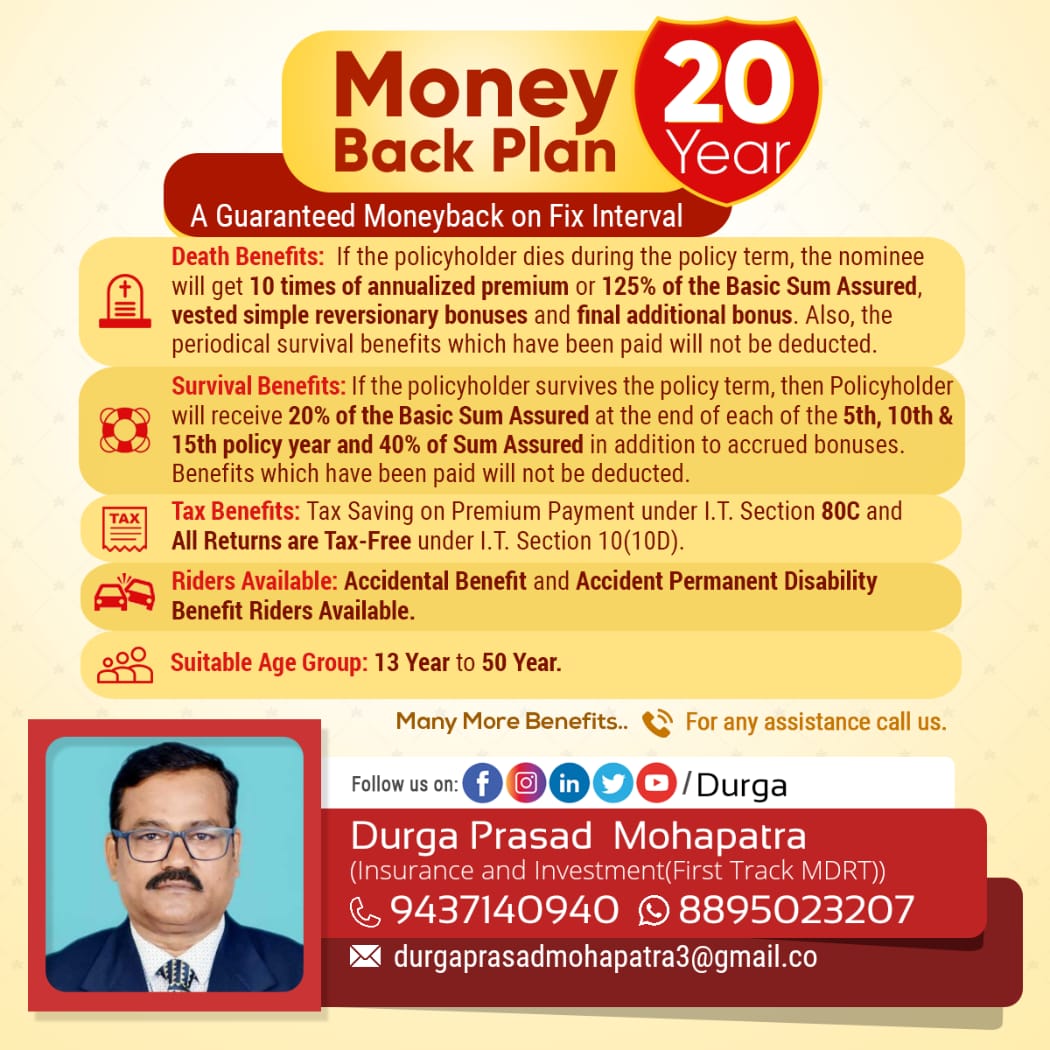 Money
Back Plan
20
Year
A Guaranteed Moneyback on Fix Interval
Death Benefits: If the policyholder dies during the policy term, the nominee
will get 10 times of annualized premium or 125% of the Basic Sum Assured,
vested simple reversionary bonuses and final additional bonus. Also, the
periodical survival benefits which have been paid will not be deducted.
Survival Benefits: If the policyholder survives the policy term, then Policyholder
will receive 20% of the Basic Sum Assured at the end of each of the 5th, 10th &
15th policy year and 40% of Sum Assured in addition to accrued bonuses.
Benefits which have been paid will not be deducted.
TAX
Tax Benefits: Tax Saving on Premium Payment under I.T. Section 80C and
All Returns are Tax-Free under I.T. Section 10(10D).
Riders Available: Accidental Benefit and Accident Permanent Disability
Benefit Riders Available.
Suitable Age Group: 13 Year to 50 Year.
Many More Benefits.. For any assistance call us.
Follow us on: /Durga
Durga Prasad Mohapatra
(Insurance and Investment(First Track MDRT))
9437140940 8895023207
durgaprasadmohapatra3@gmail.co